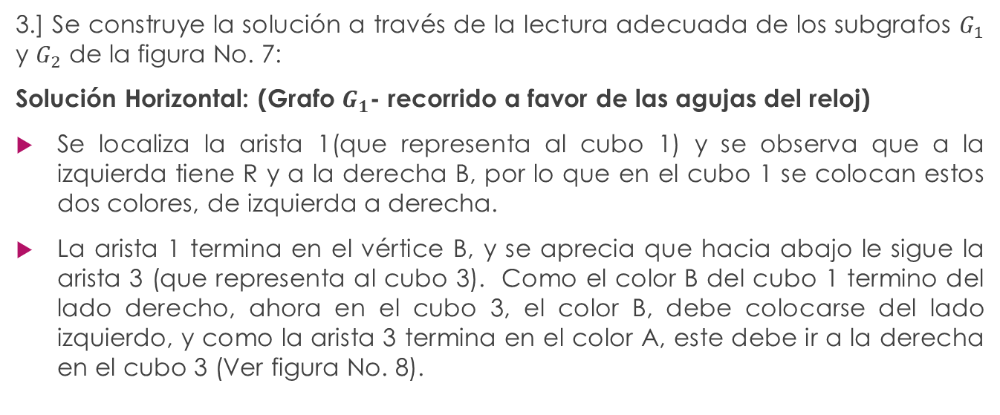 3.] Se construye la solución a través de la lectura adecuada de los subgrafos G₁
y G₂ de la figura No. 7:
Solución Horizontal: (Grafo G₁- recorrido a favor de las agujas del reloj)
▶ Se localiza la arista 1(que representa al cubo 1) y se observa que a la
izquierda tiene R y a la derecha B, por lo que en el cubo 1 se colocan estos
dos colores, de izquierda a derecha.
▶ La arista 1 termina en el vértice B, y se aprecia que hacia abajo le sigue la
arista 3 (que representa al cubo 3). Como el color B del cubo 1 termino del
lado derecho, ahora en el cubo 3, el color B, debe colocarse del lado
izquierdo, y como la arista 3 termina en el color A, este debe ir a la derecha
en el cubo 3 (Ver figura No. 8).